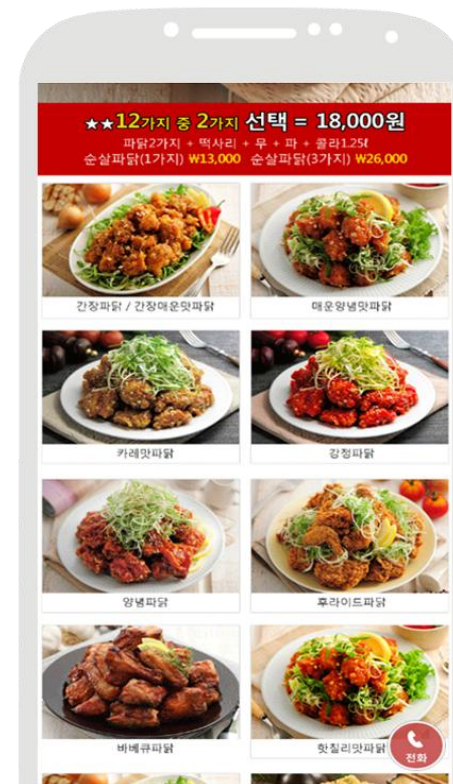 ★★12가지 중 2가지 선택 = 18,000원
파닭2가지 + 떡사리 + 무 + 파 + 콜라1.25ℓ
순살파닭(1가지) ₩13,000 순살파닭(3가지) ₩26,000
간장파닭 / 간장매운맛파닭
매운양념맛파닭
카레맛파닭
강정파닭
양념파닭
후라이드파닭
바베큐파닭
핫칠리맛파닭
전화